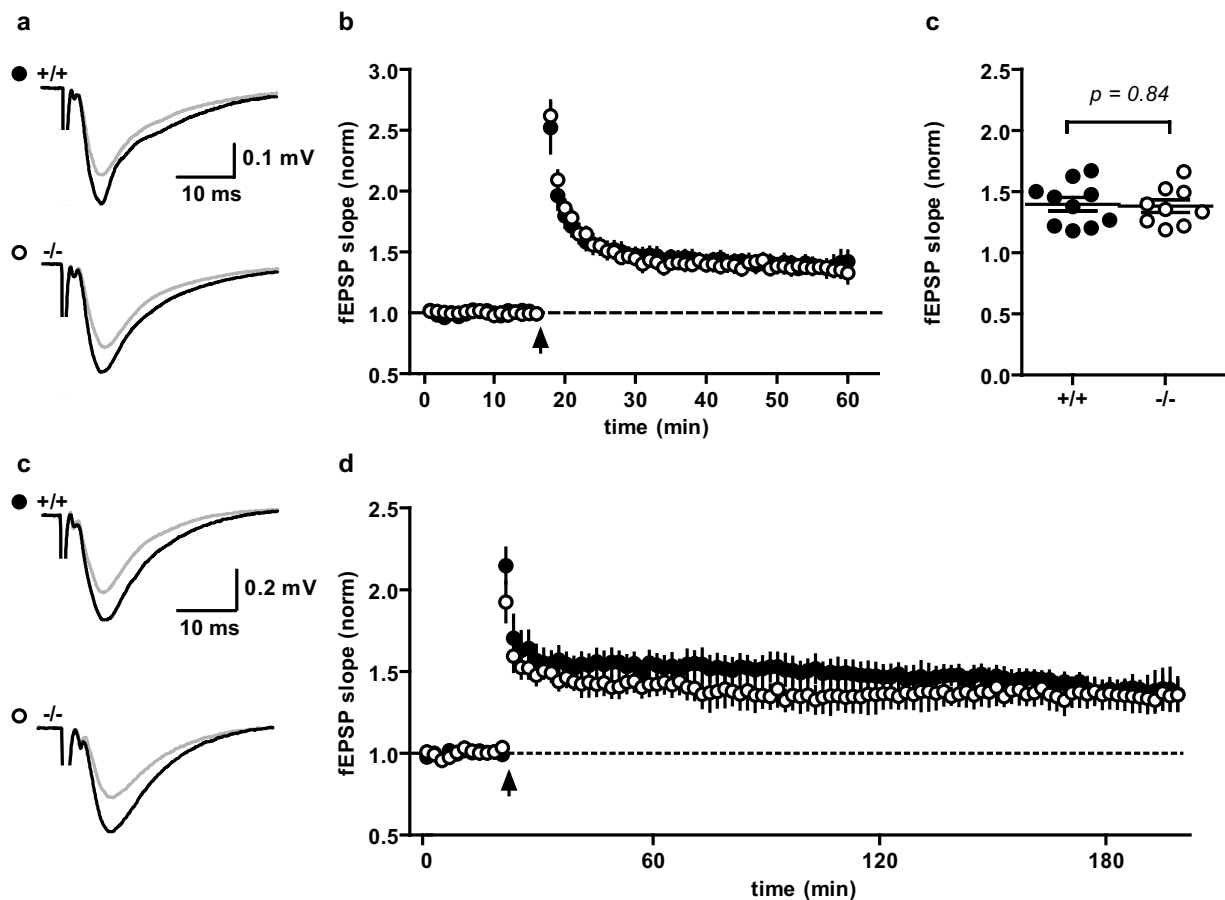 a
+/+
0.1 mV
10 ms
-/-
b
fEPSP slope (norm)
3.0
2.5
2.0
1.5
1.0
0.5
0
10
20
30
40
50
60
time (min)
c
fEPSP slope (norm)
2.5
2.0
1.5
1.0
0.5
0.0
p = 0.84
+/+
-/-
c
+/+
0.2 mV
10 ms
-/-
d
fEPSP slope (norm)
2.5
2.0
1.5
1.0
0.5
0
60
120
180
time (min)